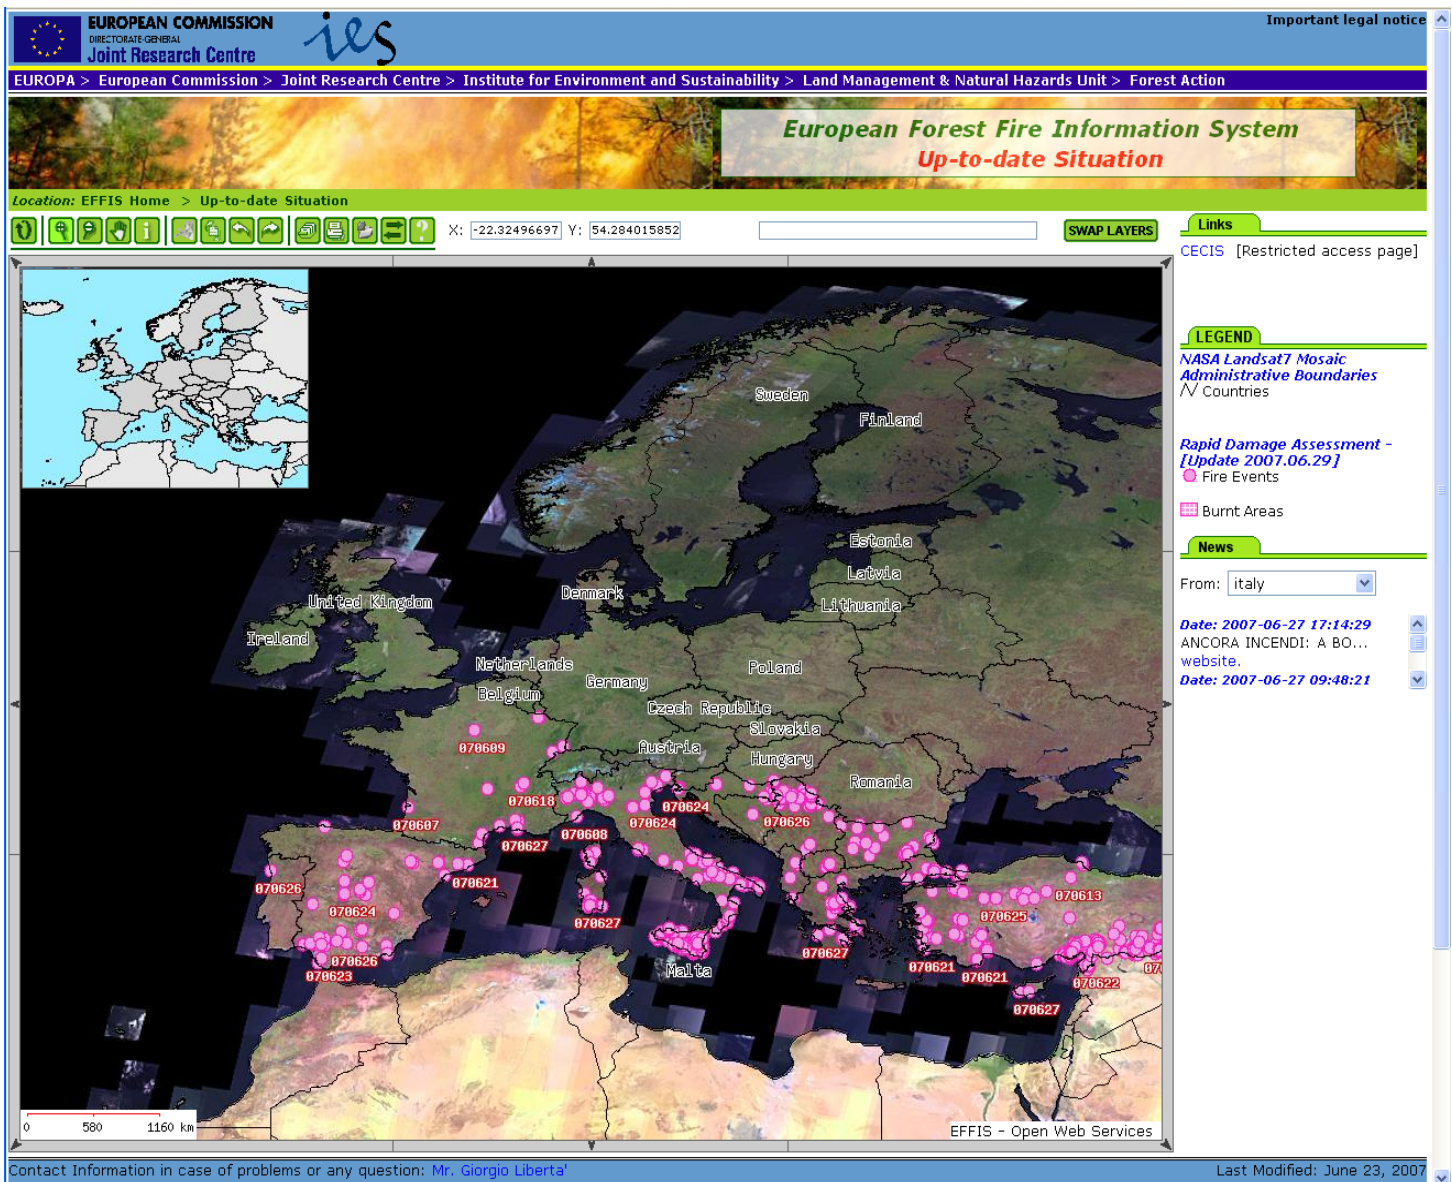 EUROPEAN COMMISSION
DIRECTORATE-GENERAL
Joint Research Centre
ies
Important legal notice
EUROPA > European Commission > Joint Research Centre > Institute for Environment and Sustainability > Land Management & Natural Hazards Unit > Forest Action
European Forest Fire Information System
Up-to-date Situation
Location: EFFIS Home > Up-to-date Situation
X: -22.32496697 Y: 54.284015852
SWAP LAYERS
Links
CECIS [Restricted access page]
LEGEND
NASA Landsat7 Mosaic
Administrative Boundaries
Countries
Rapid Damage Assessment -
[Update 2007.06.29]
Fire Events
Burnt Areas
News
From: italy
Date: 2007-06-27 17:14:29
ANCORA INCENDI: A BO...
website.
Date: 2007-06-27 09:48:21
Sweden
Finland
Estonia
Latvia
Denmark
Lithuania
United Kingdom
Ireland
Netherlands
Poland
Germany
Belgium
Czech Republic
Slovakia
070609
Austria
Hungary
Romania
070618
070624
070607
070608
070624
070626
070627
070621
070626
070613
070624
070625
070627
070627
070626
070623
Malta
070621
070621
070622
07
070627
0 580 1160 km
EFFIS - Open Web Services
Contact Information in case of problems or any question: Mr. Giorgio Liberta'
Last Modified: June 23, 2007